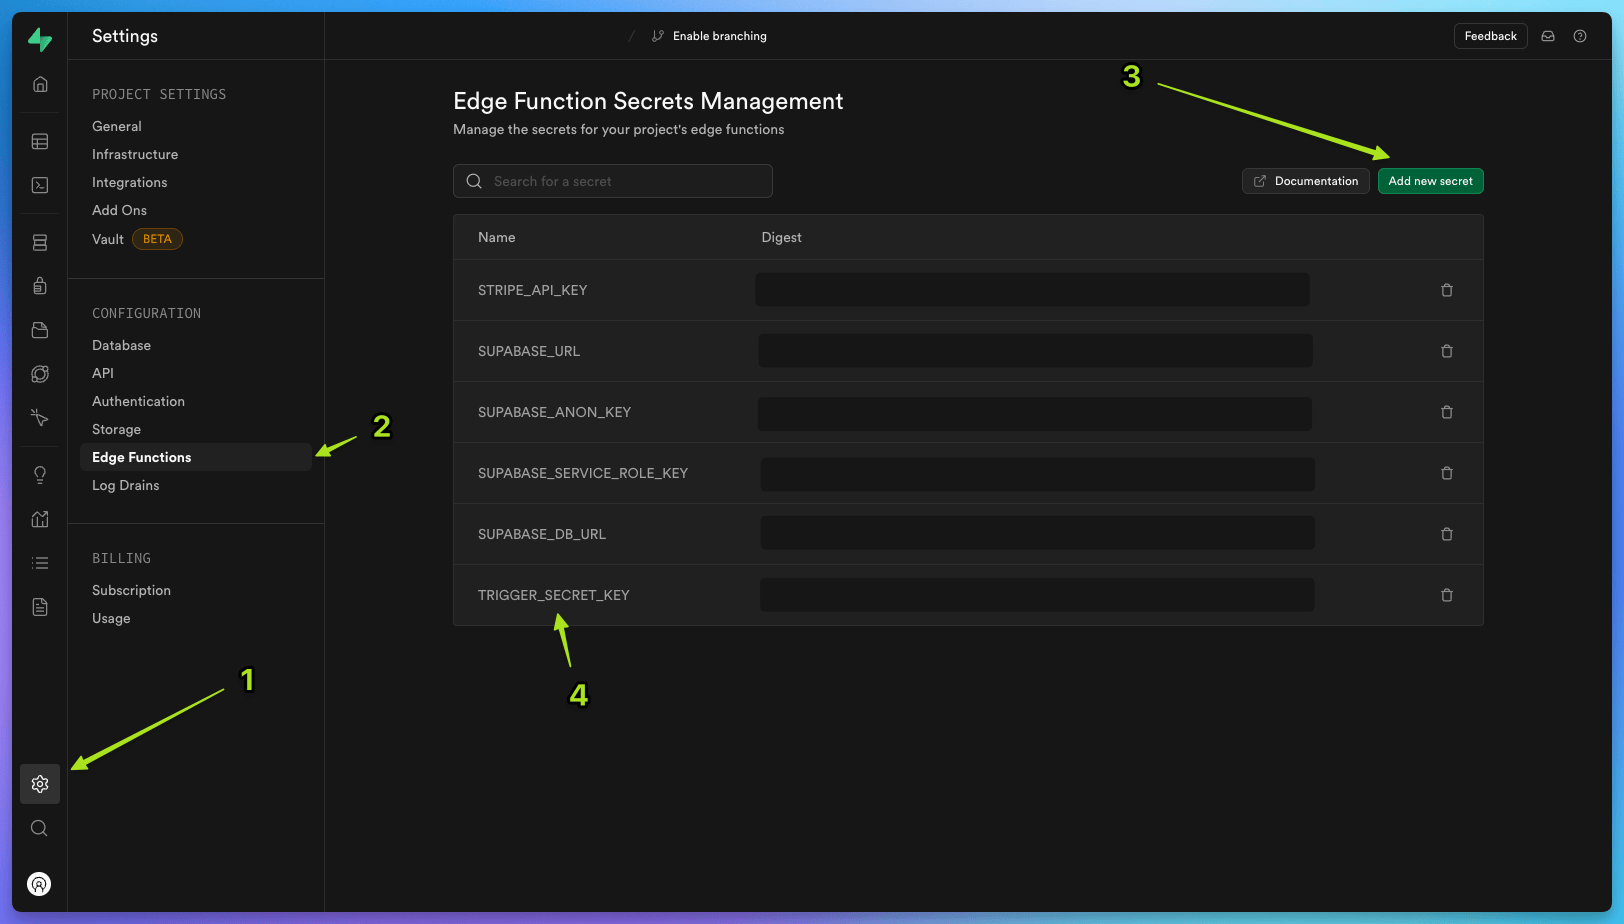 Settings
/ Enable branching
Feedback
PROJECT SETTINGS
General
Infrastructure
Integrations
Add Ons
Vault BETA
CONFIGURATION
Database
API
Authentication
Storage
Edge Functions
Log Drains
BILLING
Subscription
Usage
1
2
3
Edge Function Secrets Management
Manage the secrets for your project's edge functions
Search for a secret
Documentation
Add new secret
Name Digest
STRIPE_API_KEY
SUPABASE_URL
SUPABASE_ANON_KEY
SUPABASE_SERVICE_ROLE_KEY
SUPABASE_DB_URL
TRIGGER_SECRET_KEY
4